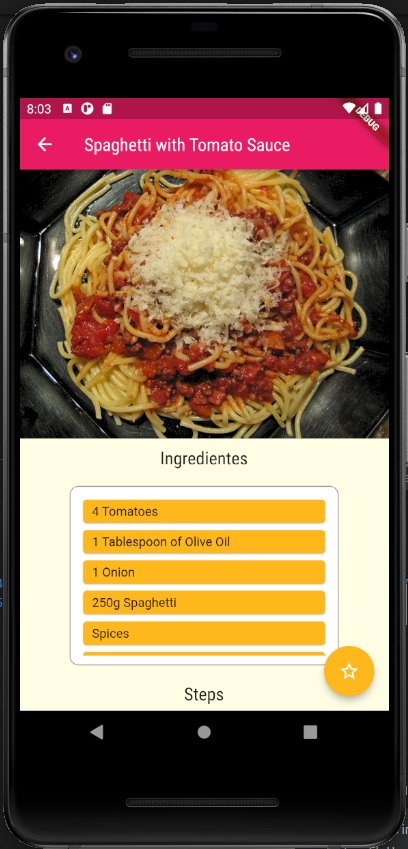 8:03
A
DEBUG
Spaghetti with Tomato Sauce
Ingredientes
4 Tomatoes
1 Tablespoon of Olive Oil
1 Onion
250g Spaghetti
Spices
Steps